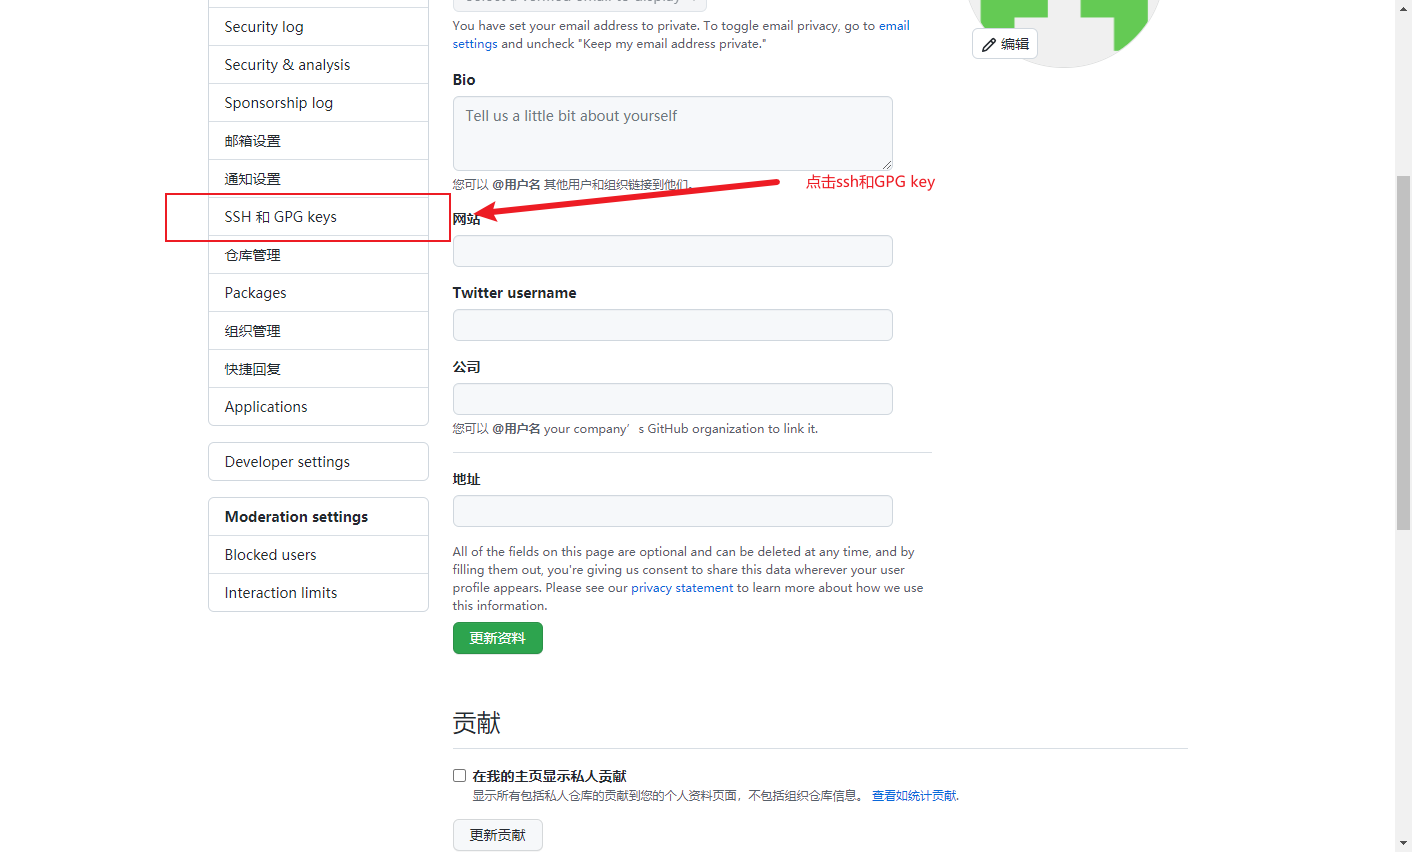 Security log
Security & analysis
Sponsorship log
邮箱设置
通知设置
SSH 和 GPG keys
仓库管理
Packages
组织管理
快捷回复
Applications
Developer settings
Moderation settings
Blocked users
Interaction limits
Select a verified email to display
You have set your email address to private. To toggle email privacy, go to email
settings and uncheck "Keep my email address private."
Bio
Tell us a little bit about yourself
您可以 @用户名 其他用户和组织链接到他们。
点击ssh和GPG key
网站
Twitter username
公司
您可以 @用户名 your company’s GitHub organization to link it.
地址
All of the fields on this page are optional and can be deleted at any time, and by
filling them out, you're giving us consent to share this data wherever your user
profile appears. Please see our privacy statement to learn more about how we use
this information.
更新资料
贡献
在我的主页显示私人贡献
显示所有包括私人仓库的贡献到您的个人资料页面，不包括组织仓库信息。 查看如统计贡献.
更新贡献
编辑